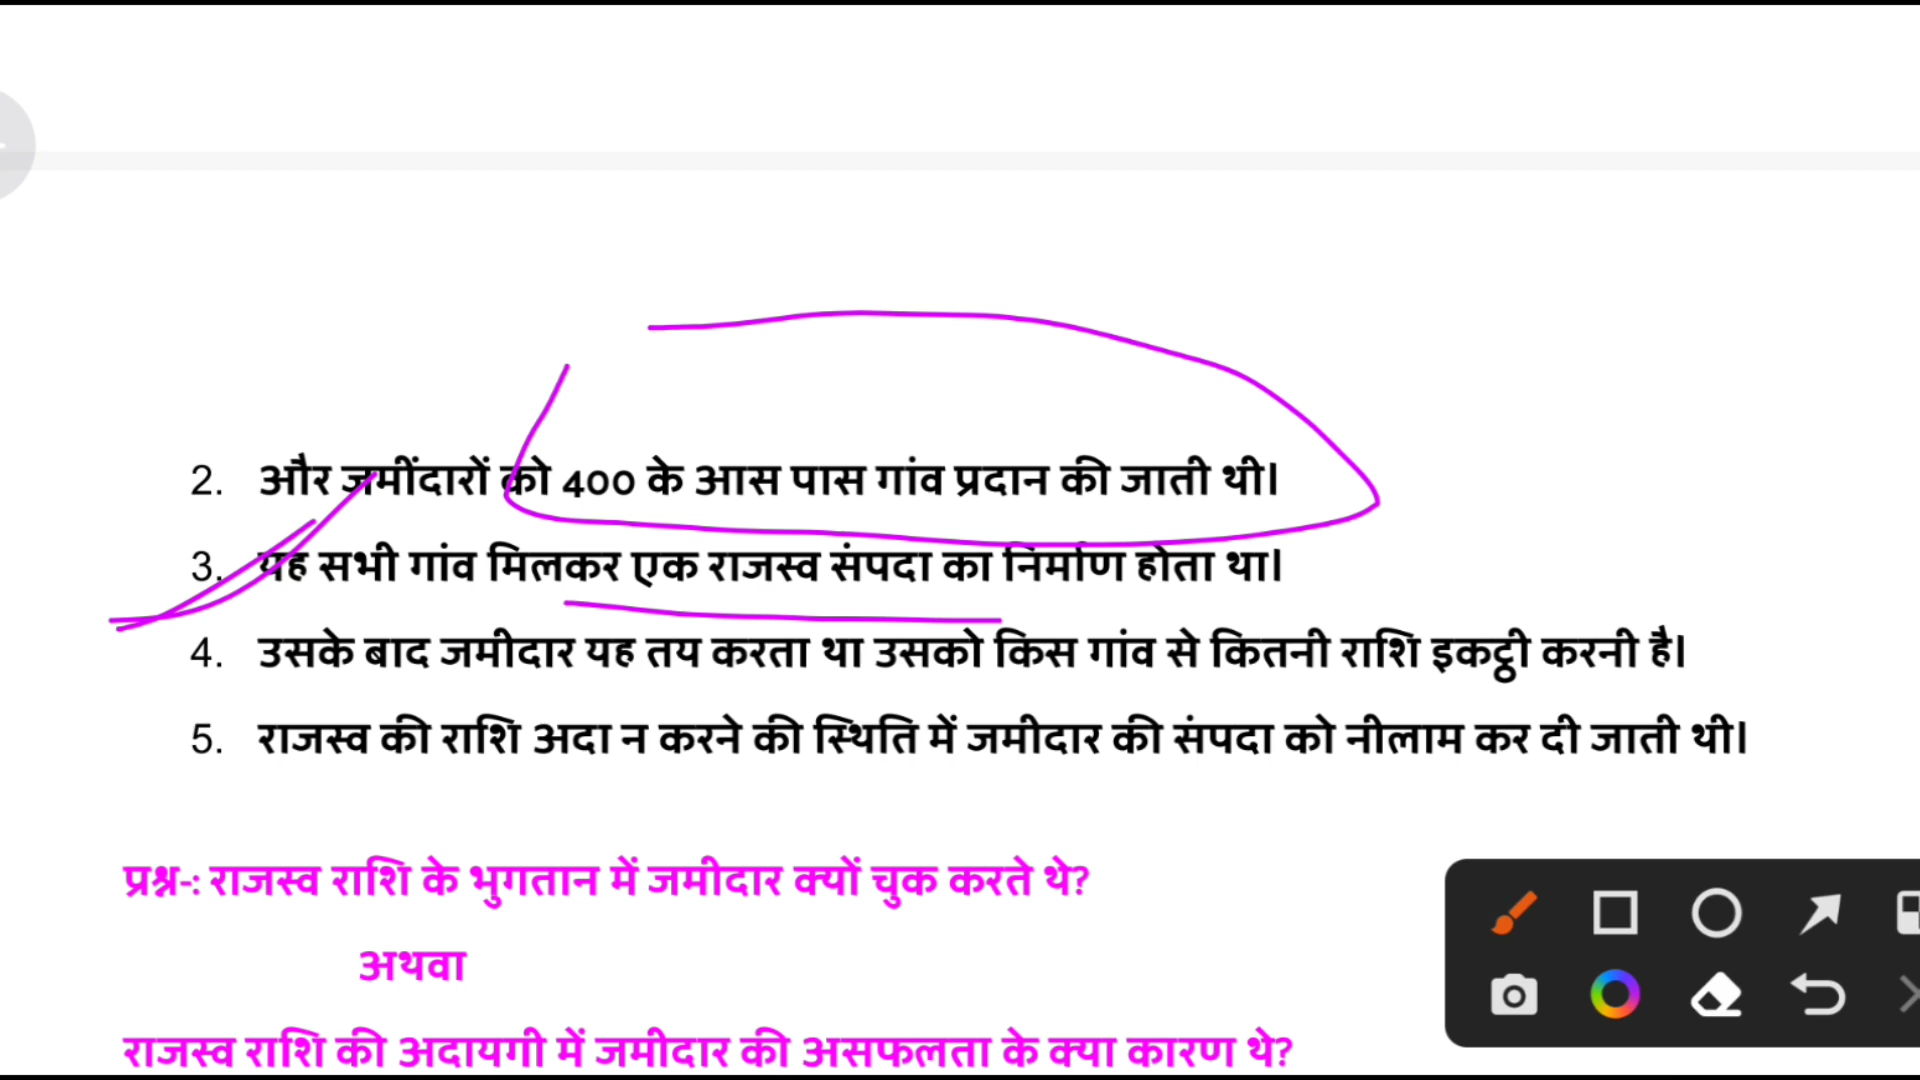 2. और जमींदारों को 400 के आस पास गांव प्रदान की जाती थी।
3. यह सभी गांव मिलकर एक राजस्व संपदा का निर्माण होता था।
4. उसके बाद जमीदार यह तय करता था उसको किस गांव से कितनी राशि इकट्ठी करनी है।
5. राजस्व की राशि अदा न करने की स्थिति में जमीदार की संपदा को नीलाम कर दी जाती थी।
प्रश्न-: राजस्व राशि के भुगतान में जमीदार क्यों चुक करते थे?
अथवा
राजस्व राशि की अदायगी में जमीदार की असफलता के क्या कारण थे?